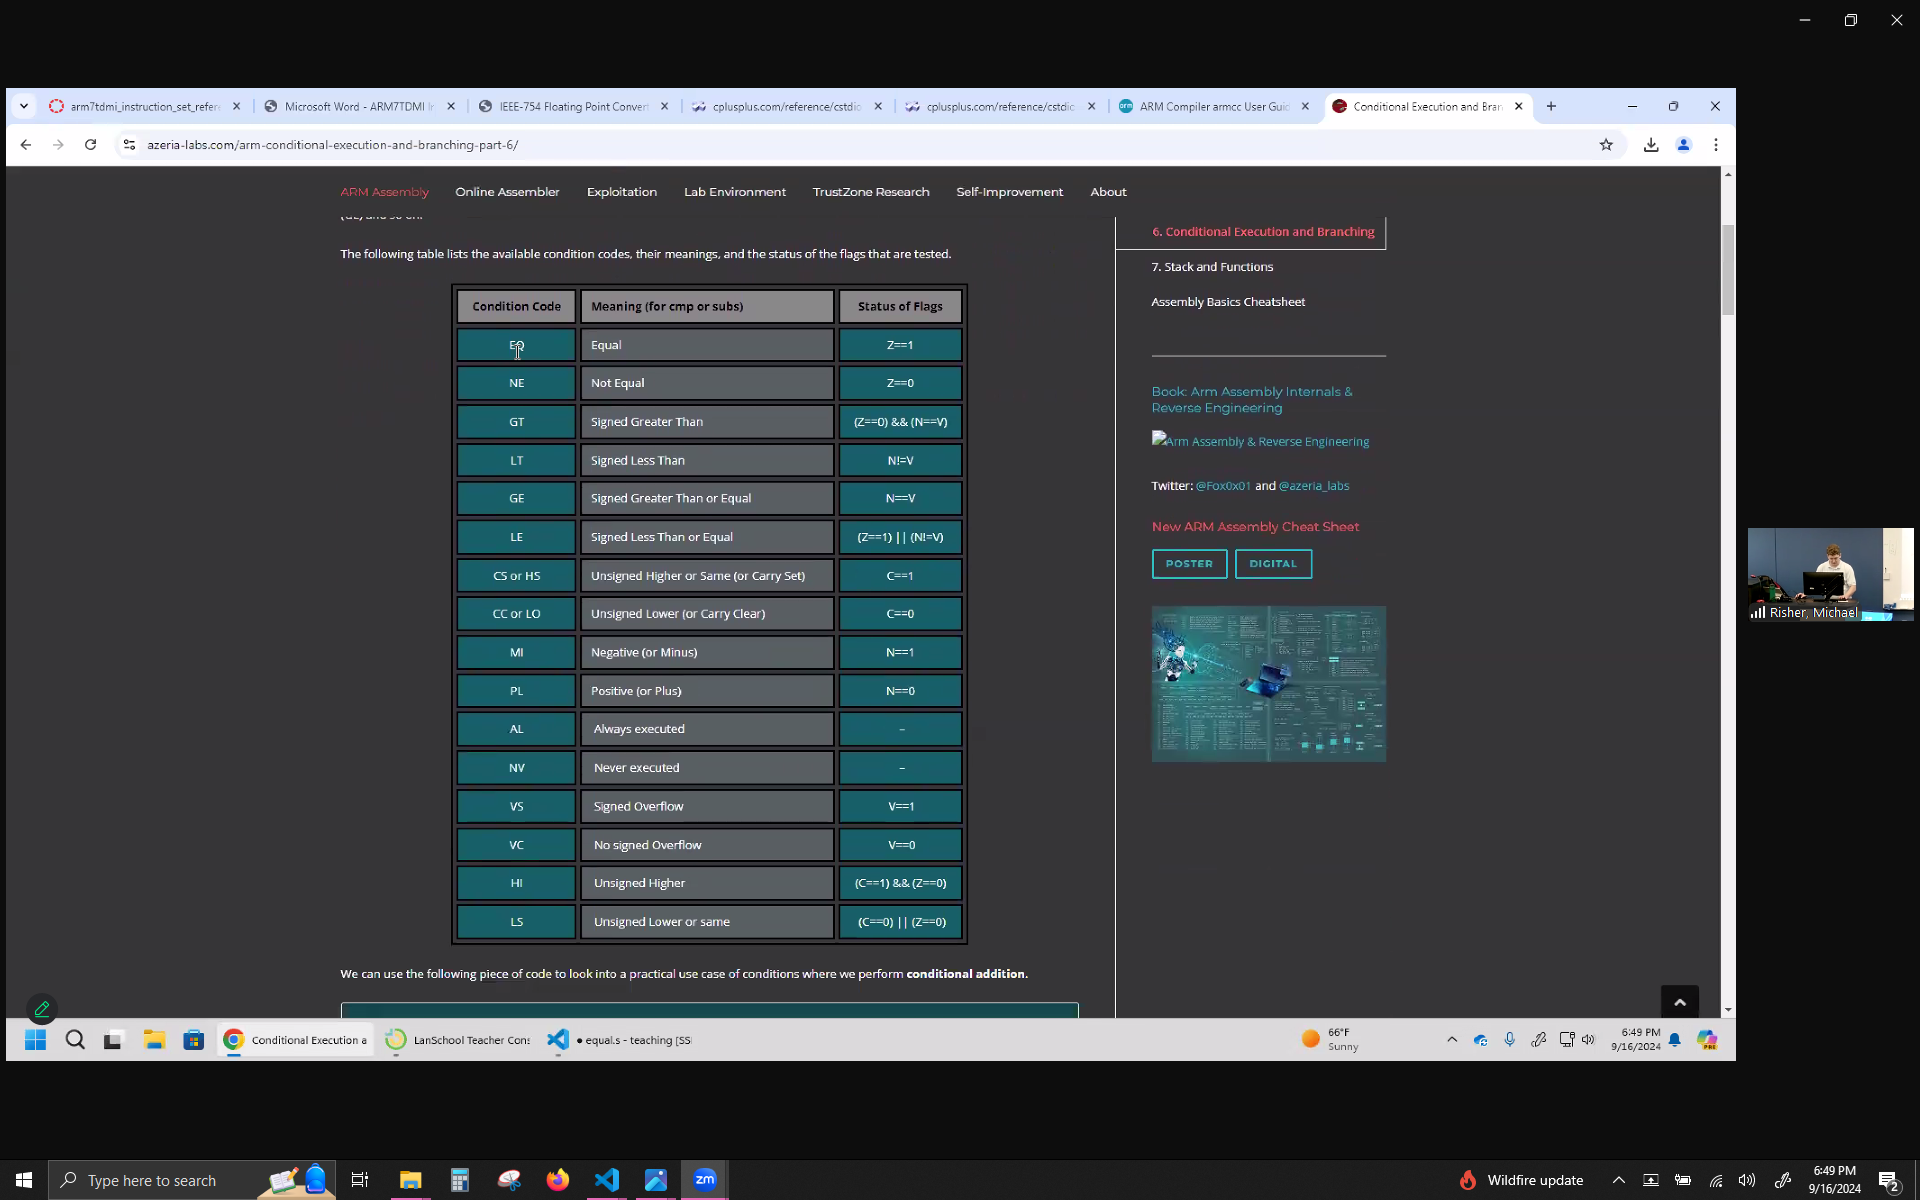 arm7tdmi_instruction_set_refer
Microsoft Word - ARM7TDMI I
IEEE-754 Floating Point Convert
cplusplus.com/reference/cstdio
cplusplus.com/reference/cstdio
ARM Compiler armcc User Guid
Conditional Execution and Bran
azeria-labs.com/arm-conditional-execution-and-branching-part-6/
ARM Assembly Online Assembler Exploitation Lab Environment TrustZone Research Self-Improvement About
The following table lists the available condition codes, their meanings, and the status of the flags that are tested.
Condition Code Meaning (for cmp or subs) Status of Flags
EQ Equal Z==1
NE Not Equal Z==0
GT Signed Greater Than (Z==0) && (N==V)
LT Signed Less Than N!=V
GE Signed Greater Than or Equal N==V
LE Signed Less Than or Equal (Z==1) || (N!=V)
CS or HS Unsigned Higher or Same (or Carry Set) C==1
CC or LO Unsigned Lower (or Carry Clear) C==0
MI Negative (or Minus) N==1
PL Positive (or Plus) N==0
AL Always executed –
NV Never executed –
VS Signed Overflow V==1
VC No signed Overflow V==0
HI Unsigned Higher (C==1) && (Z==0)
LS Unsigned Lower or same (C==0) || (Z==0)
We can use the following piece of code to look into a practical use case of conditions where we perform conditional addition.
6. Conditional Execution and Branching
7. Stack and Functions
Assembly Basics Cheatsheet
Book: Arm Assembly Internals &
Reverse Engineering
Arm Assembly & Reverse Engineering
Twitter: @Fox0x01 and @azeria_labs
New ARM Assembly Cheat Sheet
POSTER DIGITAL
Risher, Michael
Conditional Execution a
LanSchool Teacher Cons
● equal.s - teaching [SS
66°F
Sunny
6:49 PM
9/16/2024
PRE
Type here to search
zm
Wildfire update
6:49 PM
9/16/2024
2